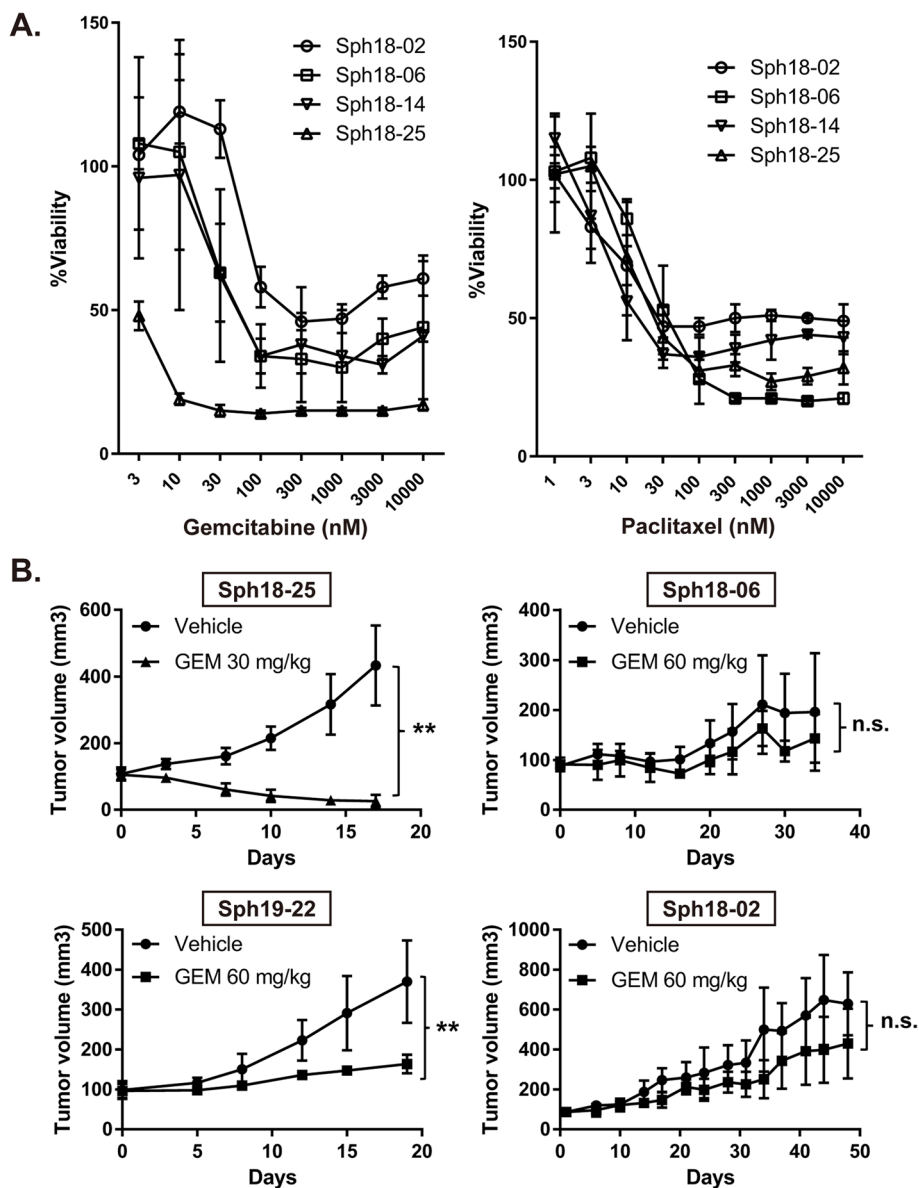 A.
150
100
50
0
%Viability
Sph18-02
Sph18-06
Sph18-14
Sph18-25
3
10
30
100
300
1000
3000
10000
Gemcitabine (nM)
150
100
50
0
%Viability
Sph18-02
Sph18-06
Sph18-14
Sph18-25
1
3
10
30
100
300
1000
3000
10000
Paclitaxel (nM)
B.
Sph18-25
Tumor volume (mm3)
600
400
200
0
Vehicle
GEM 30 mg/kg
**
0 5 10 15 20
Days
Sph18-06
Tumor volume (mm3)
400
300
200
100
0
Vehicle
GEM 60 mg/kg
n.s.
0 10 20 30 40
Days
Sph19-22
Tumor volume (mm3)
500
400
300
200
100
0
Vehicle
GEM 60 mg/kg
**
0 5 10 15 20
Days
Sph18-02
Tumor volume (mm3)
1000
800
600
400
200
0
Vehicle
GEM 60 mg/kg
n.s.
0 10 20 30 40 50
Days